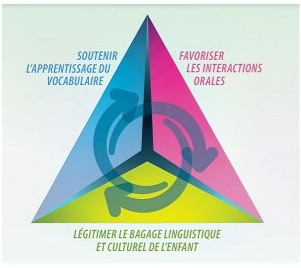 SOUTENIR
L'APPRENTISSAGE DU
VOCABULAIRE
FAVORISER
LES INTERACTIONS
ORALES
LÉGITIMER LE BAGAGE LINGUISTIQUE
ET CULTUREL DE L'ENFANT